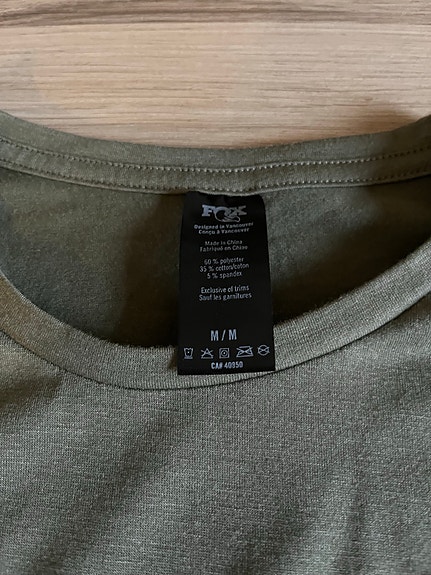 FOX
Designed in Vancouver
Conçu à Vancouver
Made in China
Fabriqué en Chine
60 % polyester
35 % cotton/coton
5 % spandex
Exclusive of trims
Sauf les garnitures
M / M
CA# 40950